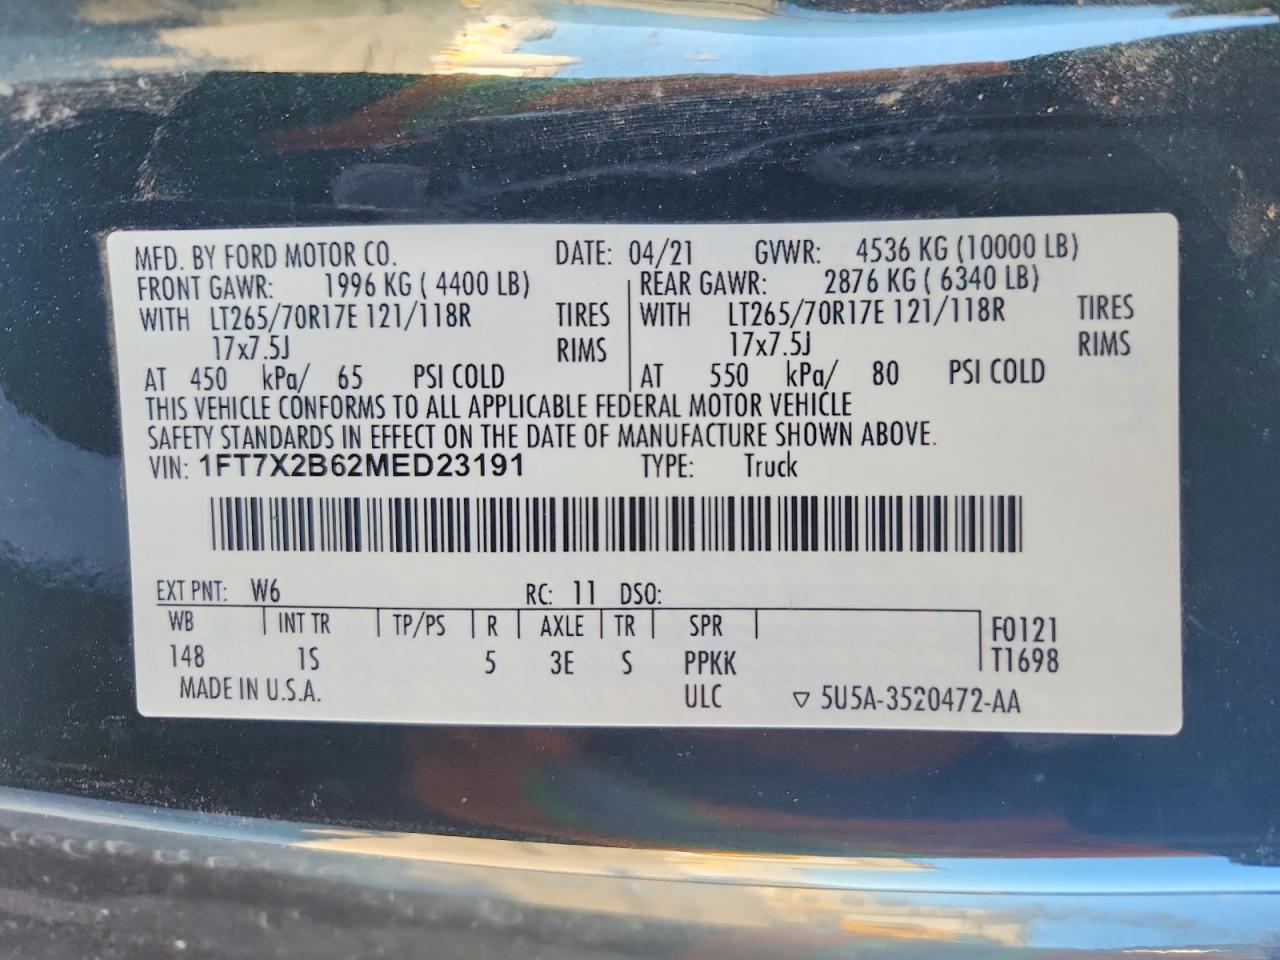 MFD. BY FORD MOTOR CO. DATE: 04/21 GVWR: 4536 KG (10000 LB)
FRONT GAWR: 1996 KG ( 4400 LB) REAR GAWR: 2876 KG ( 6340 LB)
WITH LT265/70R17E 121/118R TIRES WITH LT265/70R17E 121/118R TIRES
17x7.5J RIMS 17x7.5J RIMS
AT 450 kPa/ 65 PSI COLD AT 550 kPa/ 80 PSI COLD
THIS VEHICLE CONFORMS TO ALL APPLICABLE FEDERAL MOTOR VEHICLE
SAFETY STANDARDS IN EFFECT ON THE DATE OF MANUFACTURE SHOWN ABOVE.
VIN: 1FT7X2B62MED23191 TYPE: Truck
EXT PNT: W6 RC: 11 DSO:
WB INT TR TP/PS R AXLE TR SPR F0121
148 1S 5 3E S PPKK T1698
MADE IN U.S.A. ULC ▽ 5U5A-3520472-AA